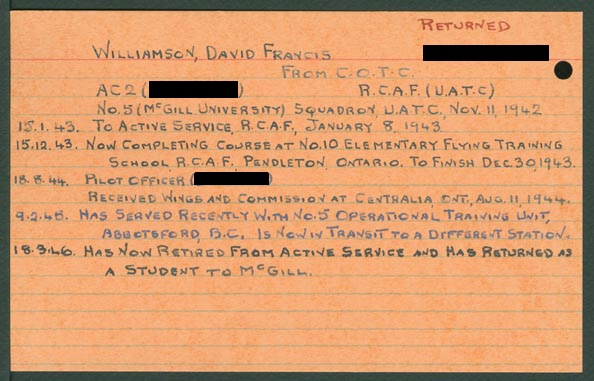 RETURNED
WILLIAMSON, DAVID FRANCIS
FROM C.O.T.C.
AC2 ( ) R.C.A.F. (U.A.T.C)
No.5 (McGILL UNIVERSITY) SQUADRON, U.A.T.C., NOV. 11, 1942
15.1.43. TO ACTIVE SERVICE, R.C.A.F., JANUARY 8, 1943
15.12.43. NOW COMPLETING COURSE AT No.10 ELEMENTARY FLYING TRAINING
SCHOOL R.C.A.F., PENDLETON, ONTARIO. TO FINISH DEC. 30, 1943.
18.8.44. PILOT OFFICER ( )
RECEIVED WINGS AND COMMISSION AT CENTRALIA, ONT., AUG. 11, 1944.
9.2.45. HAS SERVED RECENTLY WITH No.5 OPERATIONAL TRAINING UNIT,
ABBOTSFORD, B.C. IS NOW IN TRANSIT TO A DIFFERENT STATION.
18.3.46. HAS NOW RETIRED FROM ACTIVE SERVICE AND HAS RETURNED AS
A STUDENT TO McGILL.